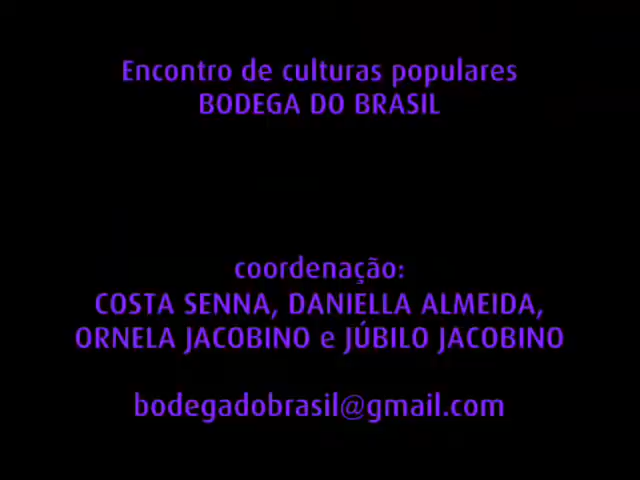 Encontro de culturas populares
BODEGA DO BRASIL
coordenação:
COSTA SENNA, DANIELLA ALMEIDA,
ORNELA JACOBINO e JÚBILO JACOBINO
bodegadobrasil@gmail.com